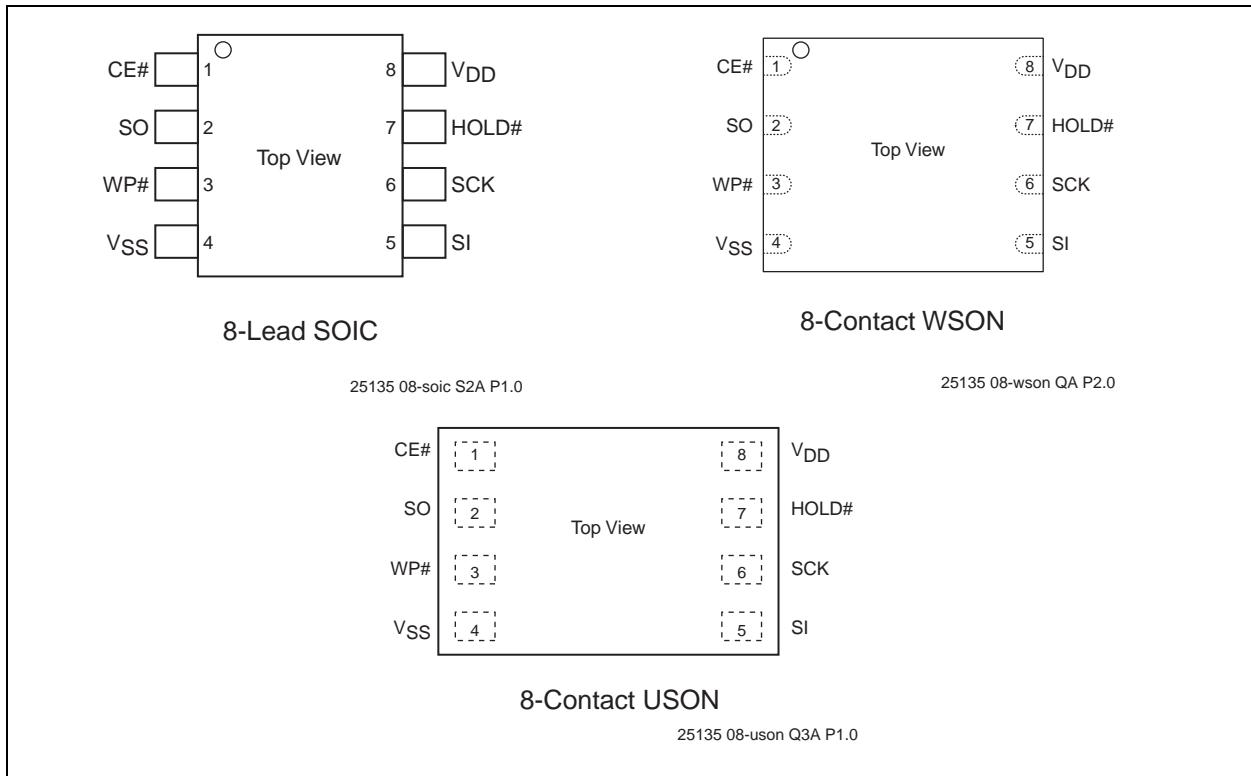 CE# 1 8 VDD
SO 2 7 HOLD#
Top View
WP# 3 6 SCK
VSS 4 5 SI
8-Lead SOIC
25135 08-soic S2A P1.0
CE# 1 8 VDD
SO 2 7 HOLD#
Top View
WP# 3 6 SCK
VSS 4 5 SI
8-Contact WSON
25135 08-wson QA P2.0
CE# 1 8 VDD
SO 2 7 HOLD#
Top View
WP# 3 6 SCK
VSS 4 5 SI
8-Contact USON
25135 08-uson Q3A P1.0